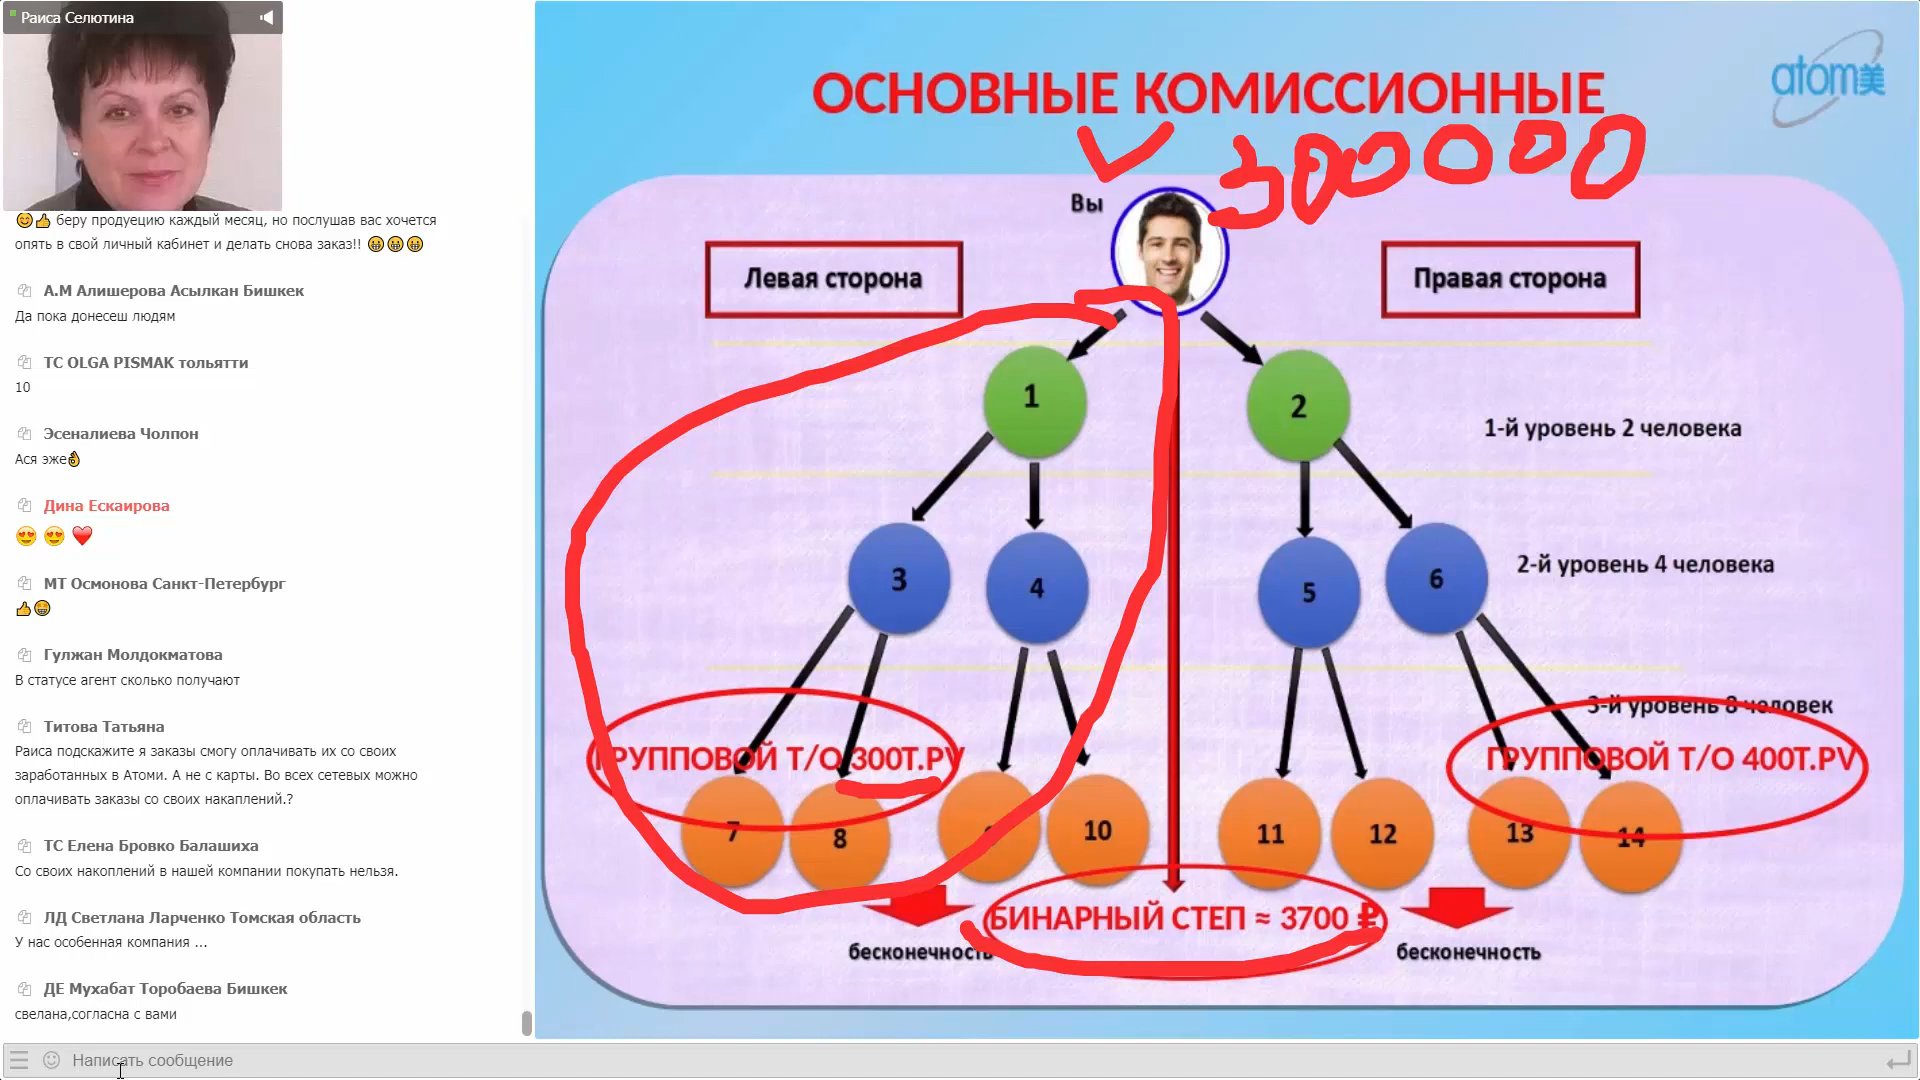 Раиса Селютина
беру продуецию каждый месяц, но послушав вас хочется
опять в свой личный кабинет и делать снова заказ!!
А.М Алишерова Асылкан Бишкек
Да пока донесеш людям
ТС OLGA PISMAK тольятти
10
Эсеналиева Чолпон
Ася эже
Дина Ескаирова
МТ Осмонова Санкт-Петербург
Гулжан Молдокматова
В статусе агент сколько получают
Титова Татьяна
Раиса подскажите я заказы смогу оплачивать их со своих
заработанных в Атоми. А не с карты. Во всех сетевых можно
оплачивать заказы со своих накаплений.?
ТС Елена Бровко Балашиха
Со своих накоплений в нашей компании покупать нельзя.
ЛД Светлана Ларченко Томская область
У нас особенная компания ...
ДЕ Мухабат Торобаева Бишкек
свелана,согласна с вами
Написать сообщение
atom美
ОСНОВНЫЕ КОМИССИОННЫЕ
300000
Вы
Левая сторона
Правая сторона
1
2
1-й уровень 2 человека
3
4
5
6
2-й уровень 4 человека
3-й уровень 8 человек
ГРУППОВОЙ Т/О 300Т.PV
ГРУППОВОЙ Т/О 400Т.PV
7
8
10
11
12
13
14
БИНАРНЫЙ СТЕП ≈ 3700 ₽
бесконечность
бесконечность